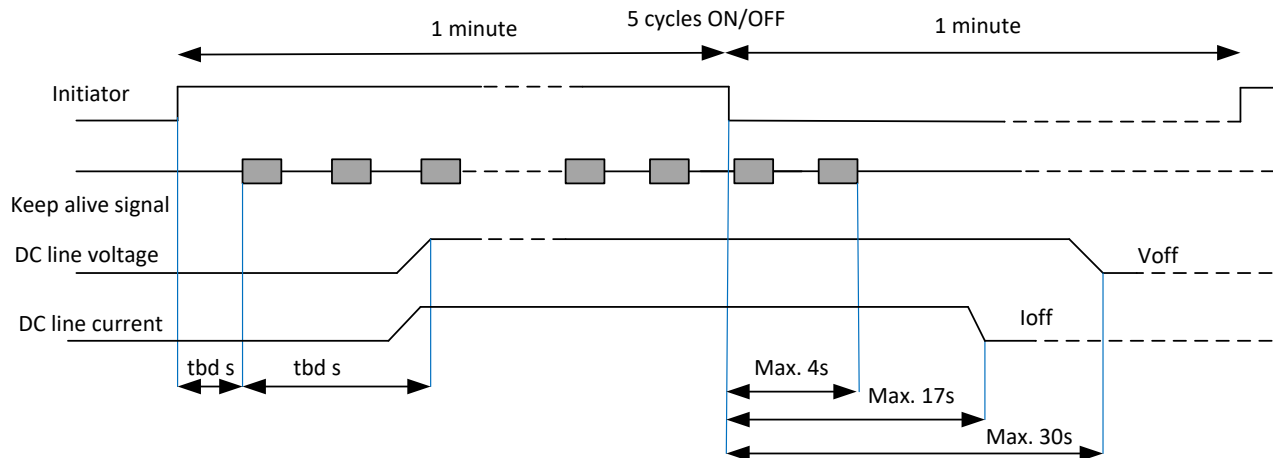 5 cycles ON/OFF
1 minute
1 minute
Initiator
Keep alive signal
DC line voltage
Voff
DC line current
Ioff
tbd s
tbd s
Max. 4s
Max. 17s
Max. 30s